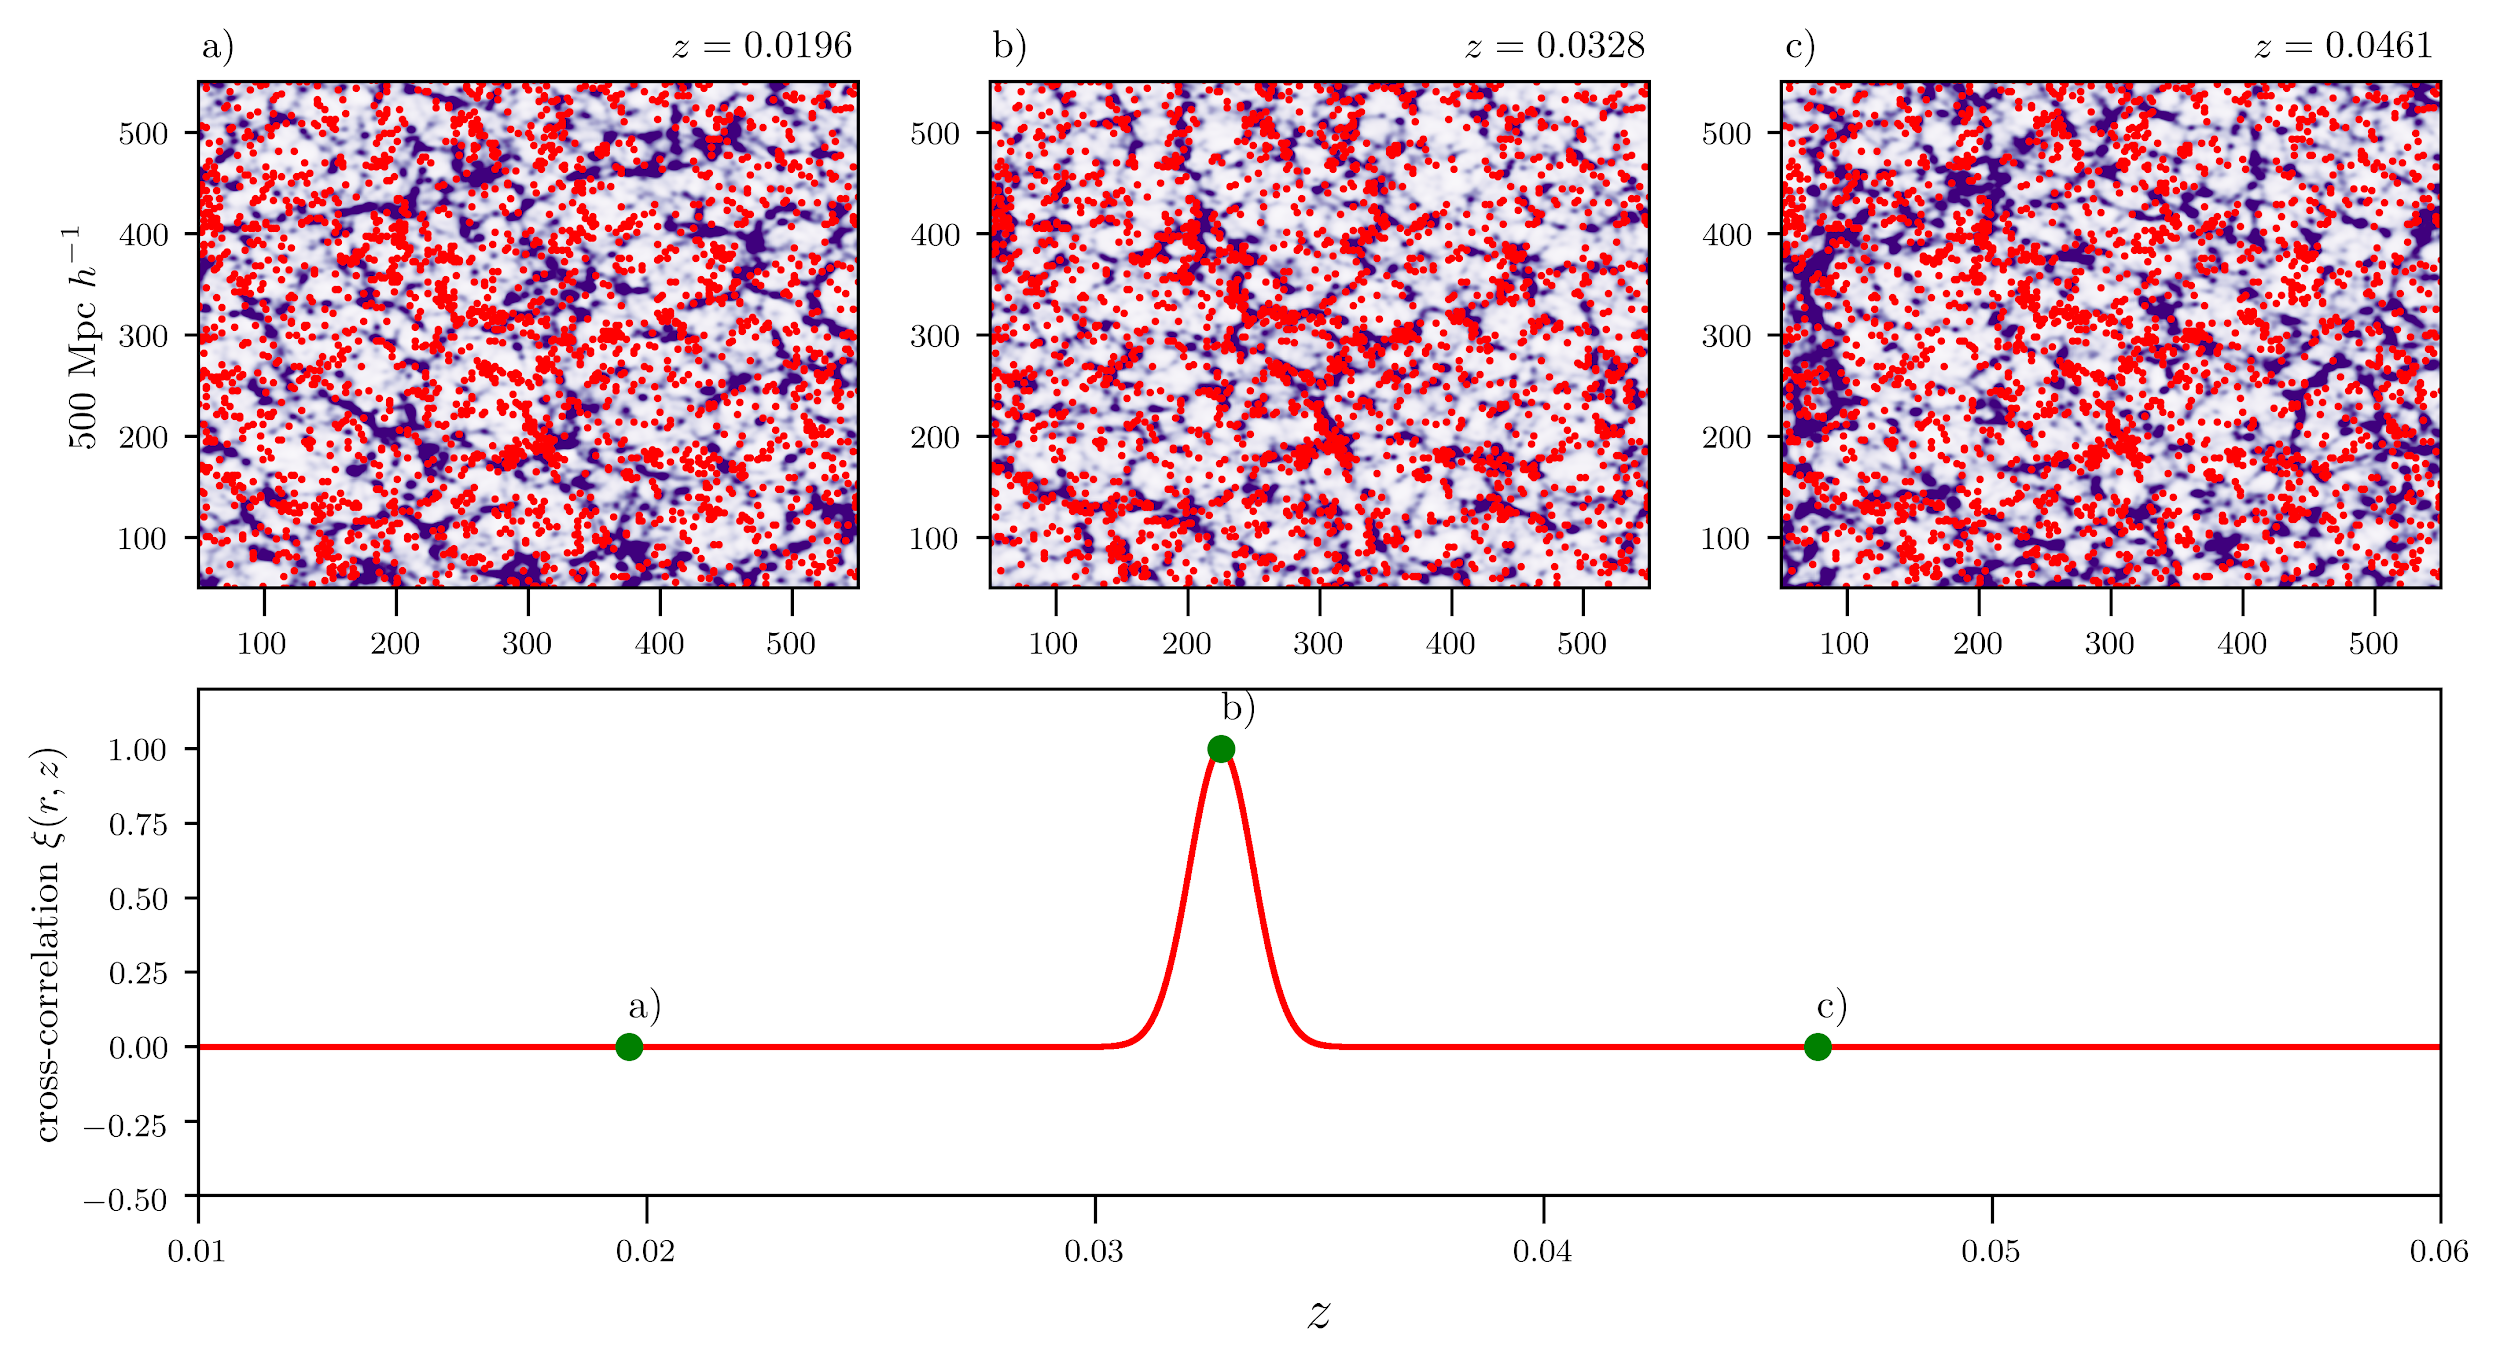 a) z = 0.0196
b) z = 0.0328
c) z = 0.0461
500 Mpc h⁻¹
500
400
300
200
100
500
400
300
200
100
500
400
300
200
100
100 200 300 400 500
100 200 300 400 500
100 200 300 400 500
cross-correlation ξ(r, z)
1.00
0.75
0.50
0.25
0.00
−0.25
−0.50
b)
a)
c)
0.01 0.02 0.03 0.04 0.05 0.06
z